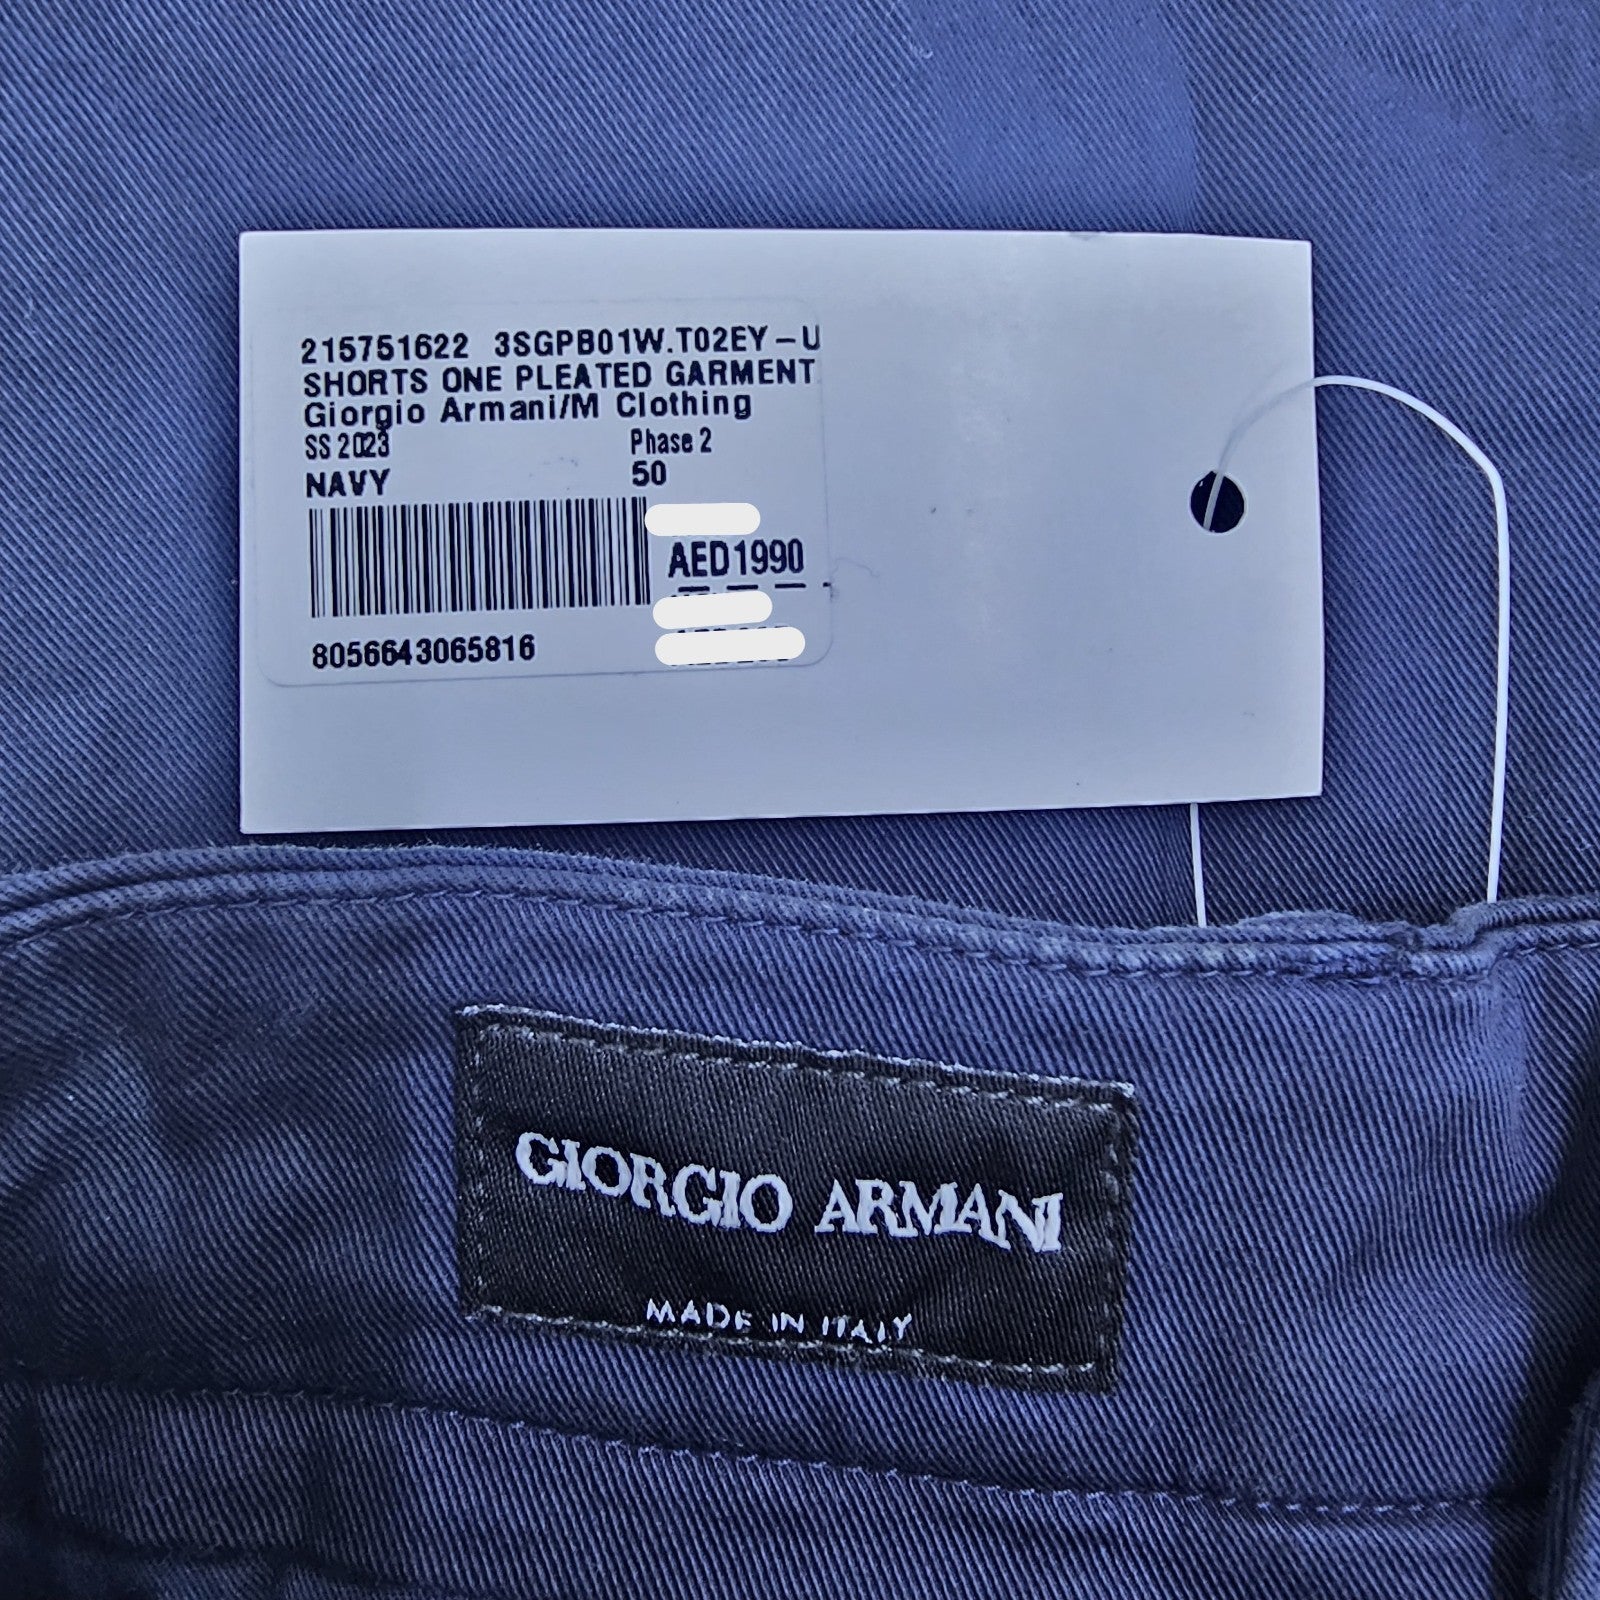 215751622 3SGPB01W.T02EY-U
SHORTS ONE PLEATED GARMENT
Giorgio Armani/M Clothing
SS 2023 Phase 2
NAVY 50
AED1990
8056643065816
GIORGIO ARMANI
MADE IN ITALY